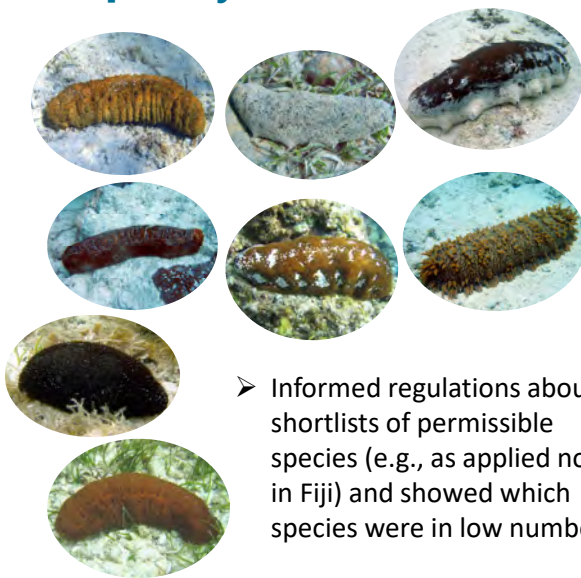 ➤ Informed regulations abou
shortlists of permissible
species (e.g., as applied no
in Fiji) and showed which
species were in low numbe